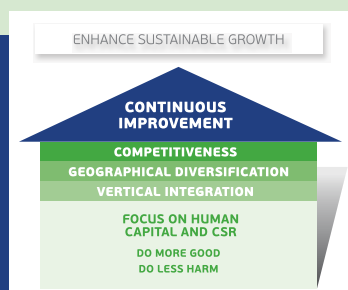 ENHANCE SUSTAINABLE GROWTH
CONTINUOUS
IMPROVEMENT
COMPETITIVENESS
GEOGRAPHICAL DIVERSIFICATION
VERTICAL INTEGRATION
FOCUS ON HUMAN
CAPITAL AND CSR
DO MORE GOOD
DO LESS HARM